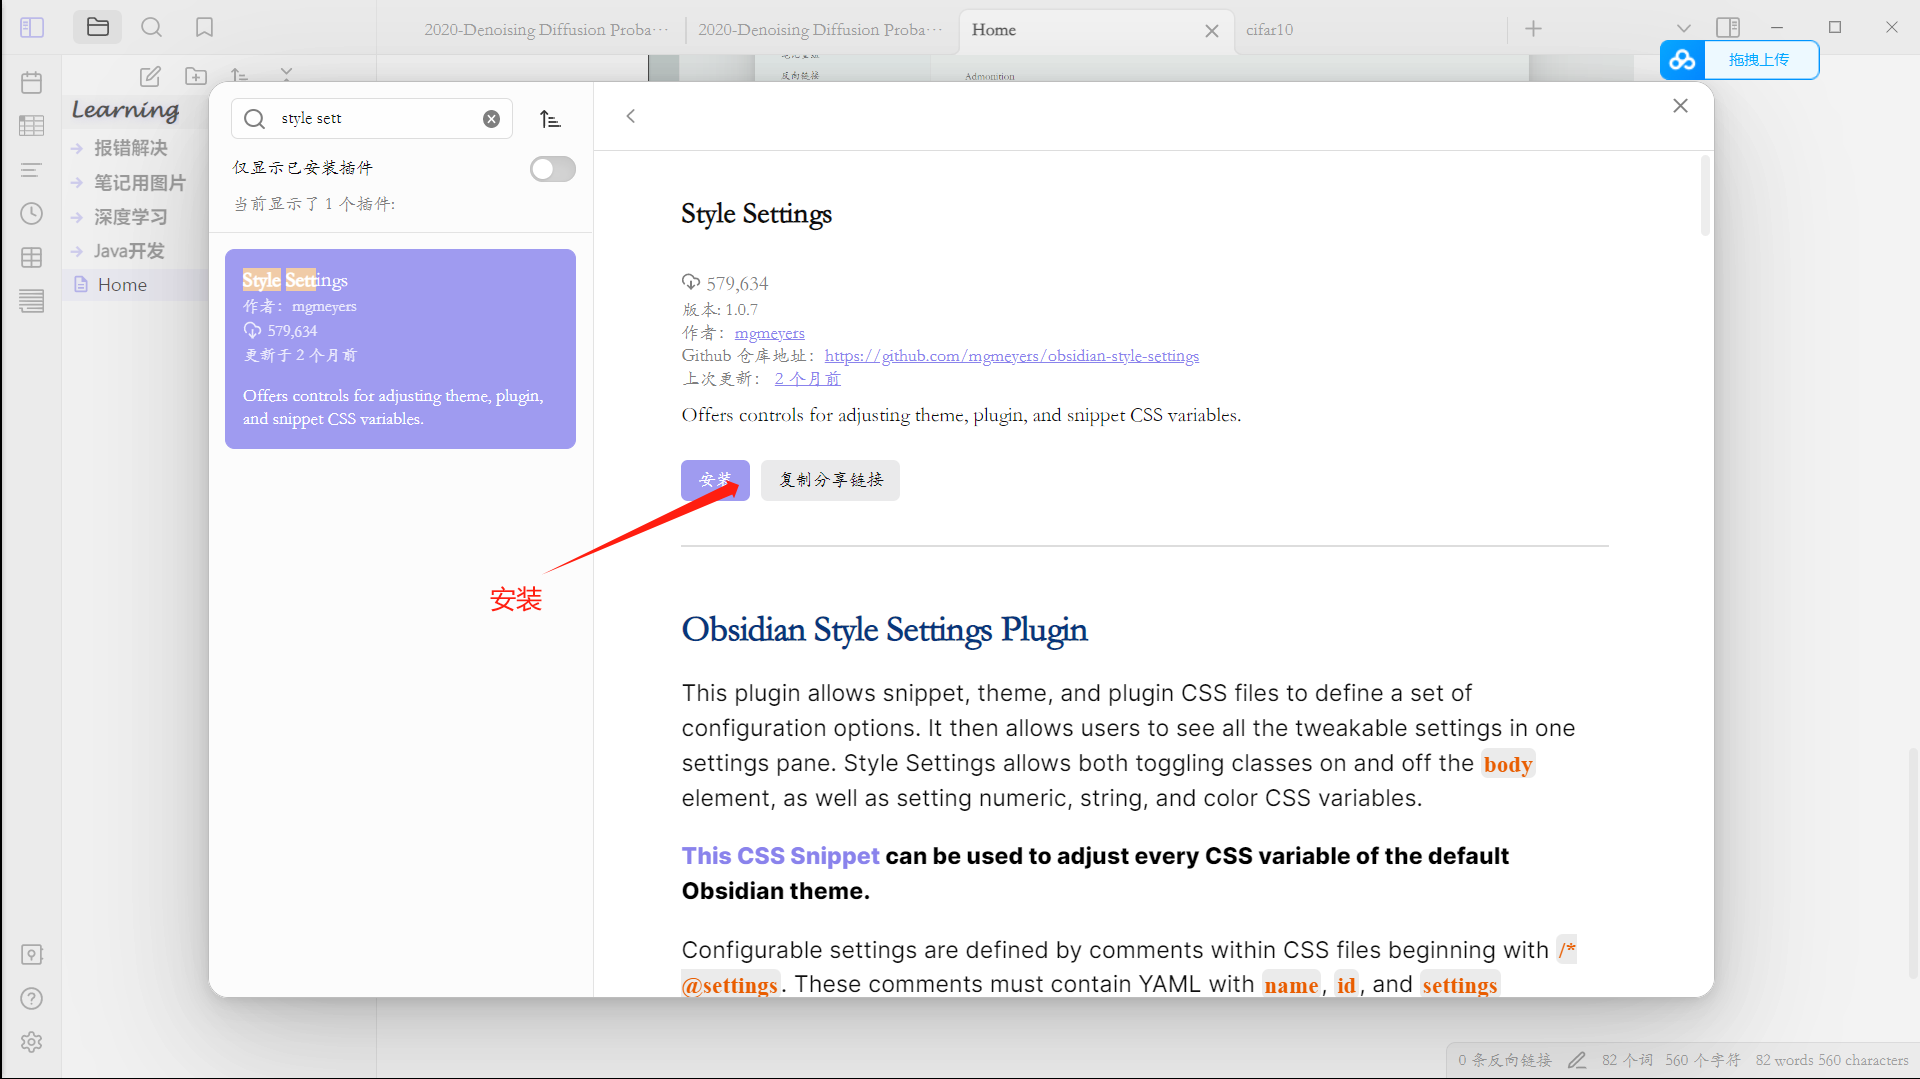 2020-Denoising Diffusion Proba···
2020-Denoising Diffusion Proba···
Home
cifar10
拖拽上传
反向链接
Admonition
Learning
报错解决
笔记用图片
深度学习
Java开发
Home
style sett
仅显示已安装插件
当前显示了 1 个插件:
Style Settings
作者： mgmeyers
579,634
更新于 2 个月前
Offers controls for adjusting theme, plugin,
and snippet CSS variables.
Style Settings
579,634
版本: 1.0.7
作者： mgmeyers
Github 仓库地址： https://github.com/mgmeyers/obsidian-style-settings
上次更新： 2 个月前
Offers controls for adjusting theme, plugin, and snippet CSS variables.
安装
复制分享链接
安装
Obsidian Style Settings Plugin
This plugin allows snippet, theme, and plugin CSS files to define a set of
configuration options. It then allows users to see all the tweakable settings in one
settings pane. Style Settings allows both toggling classes on and off the body
element, as well as setting numeric, string, and color CSS variables.
This CSS Snippet can be used to adjust every CSS variable of the default
Obsidian theme.
Configurable settings are defined by comments within CSS files beginning with /*
@settings. These comments must contain YAML with name, id, and settings
0 条反向链接
82 个词
560 个字符
82 words 560 characters